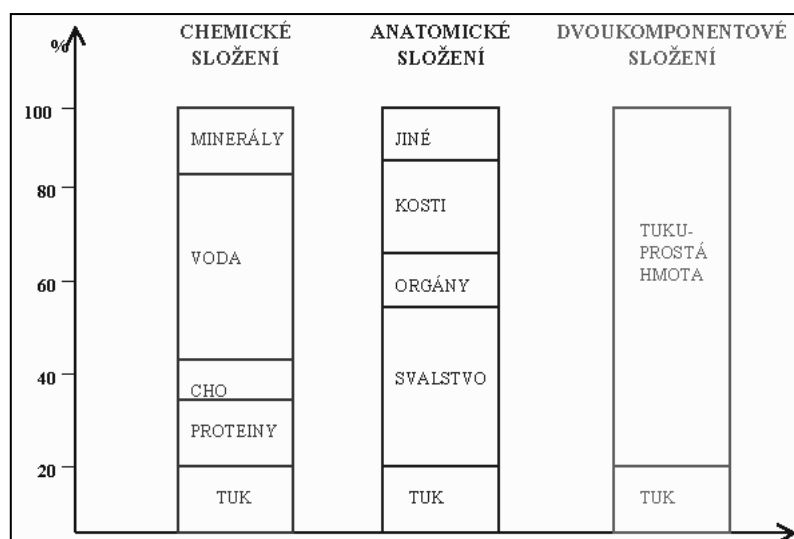 %
CHEMICKÉ
SLOŽENÍ
ANATOMICKÉ
SLOŽENÍ
DVOUKOMPONENTOVÉ
SLOŽENÍ
100
80
60
40
20
MINERÁLY
VODA
CHO
PROTEINY
TUK
JINÉ
KOSTI
ORGÁNY
SVALSTVO
TUK
TUKU-
PROSTÁ
HMOTA
TUK